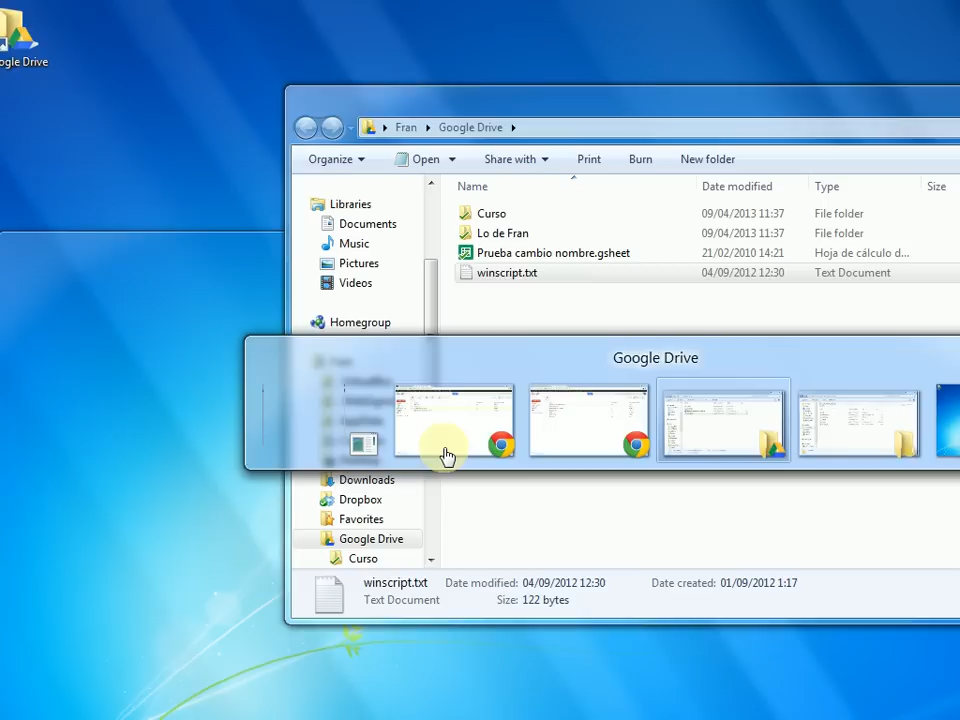 ogle Drive
Fran Google Drive
Organize Open Share with Print Burn New folder
Name Date modified Type Size
Libraries
Documents
Music
Pictures
Videos
Homegroup
Curso 09/04/2013 11:37 File folder
Lo de Fran 09/04/2013 11:37 File folder
Prueba cambio nombre.gsheet 21/02/2010 14:21 Hoja de cálculo d...
winscript.txt 04/09/2012 12:30 Text Document
Google Drive
Downloads
Dropbox
Favorites
Google Drive
Curso
winscript.txt Date modified: 04/09/2012 12:30 Date created: 01/09/2012 1:17
Text Document Size: 122 bytes